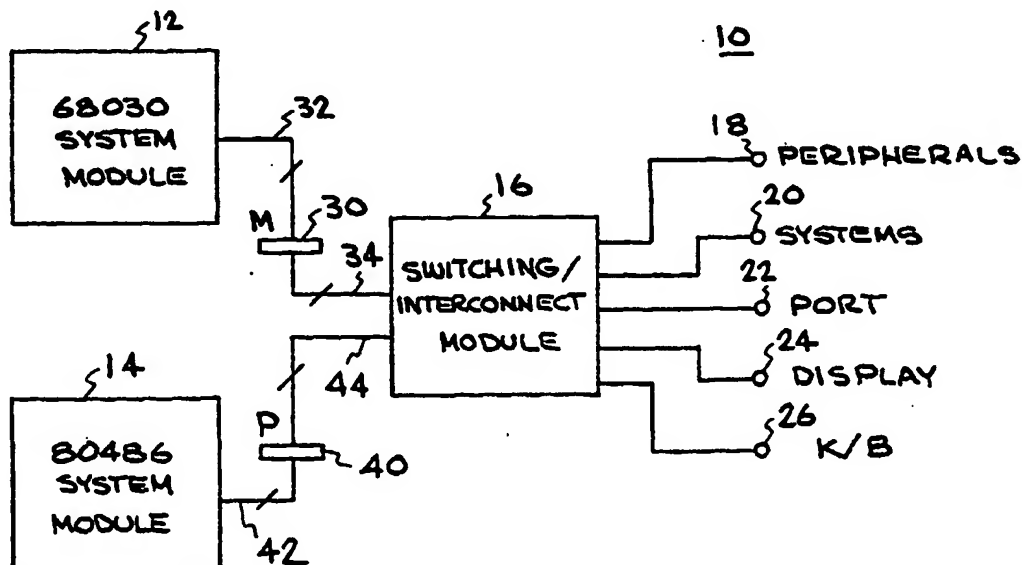 12
10
68030
SYSTEM
MODULE
32
18
PERIPHERALS
16
20
SYSTEMS
M
30
34
SWITCHING/
INTERCONNECT
MODULE
22
PORT
14
44
24
DISPLAY
P
40
26
K/B
80486
SYSTEM
MODULE
42